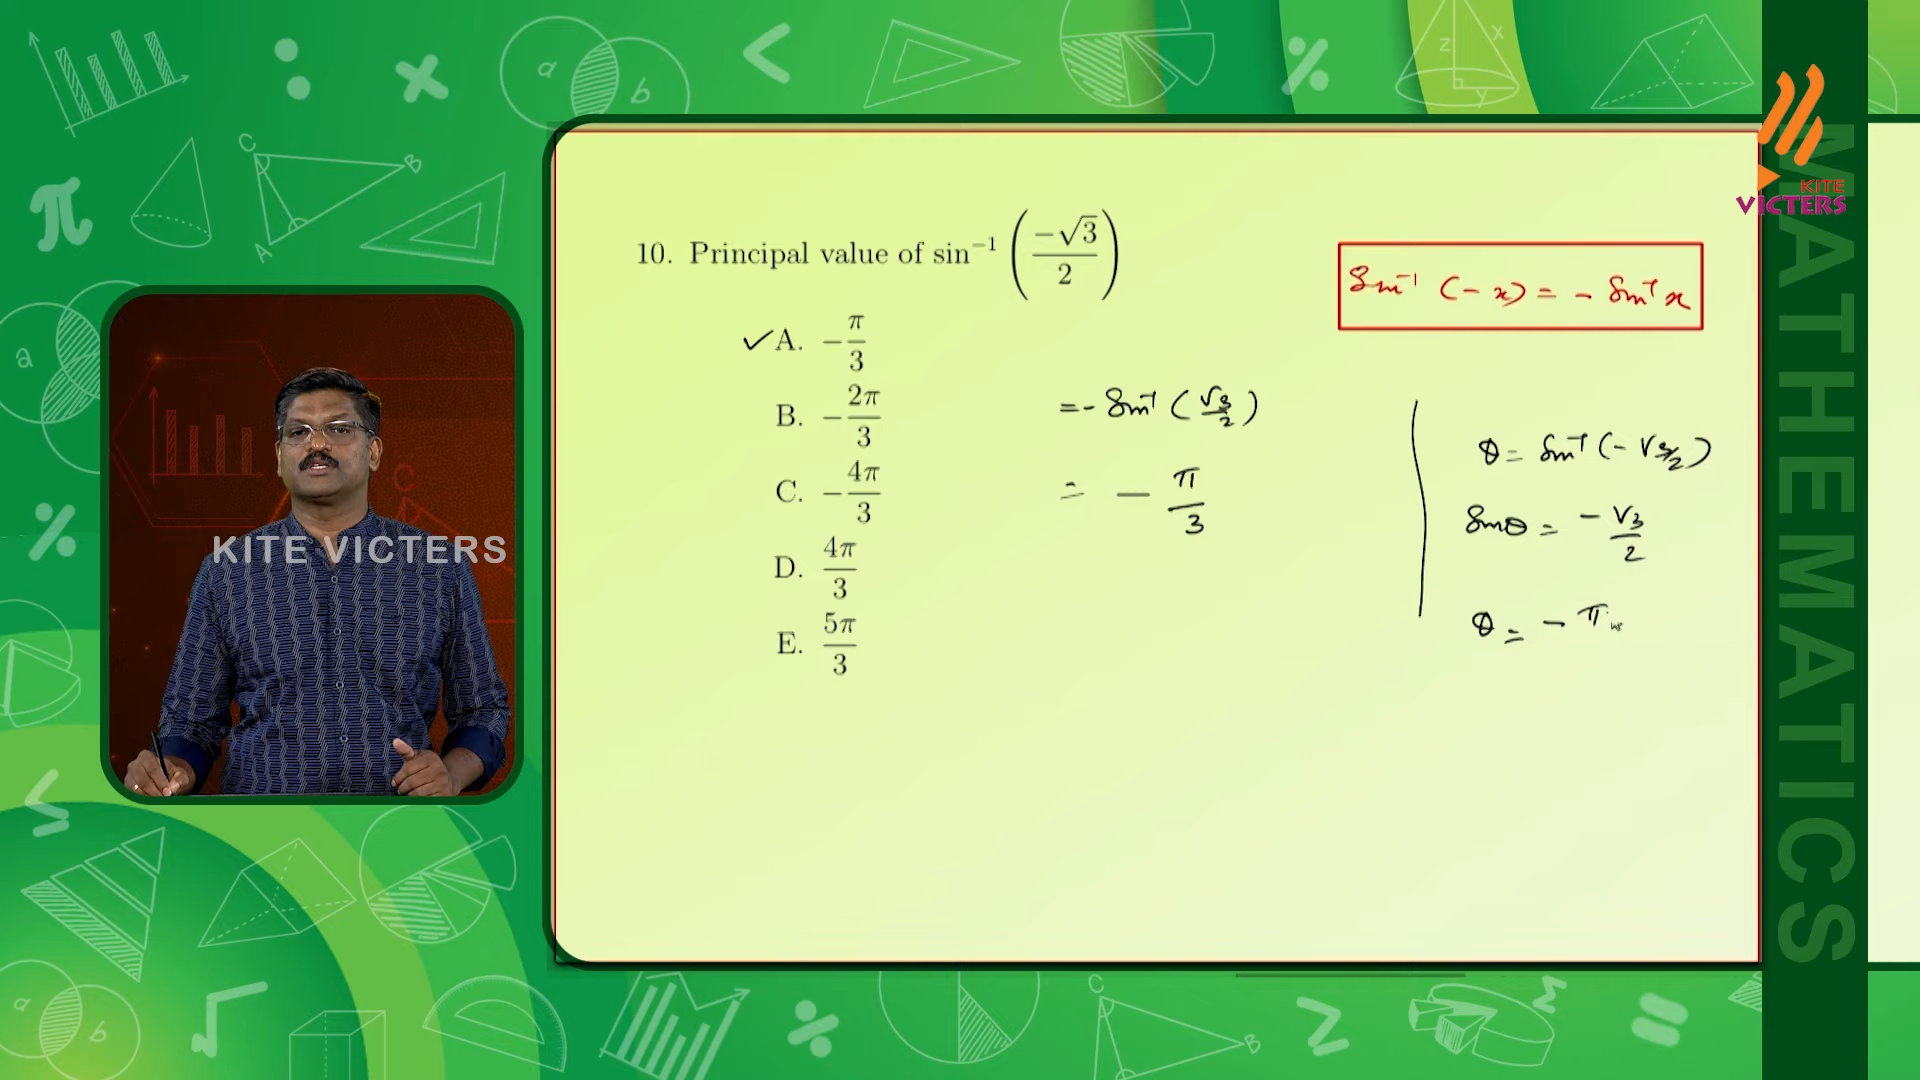 10. Principal value of sin⁻¹(−√3/2)
✓A. −π/3
B. −2π/3
C. −4π/3
D. 4π/3
E. 5π/3
Sin⁻¹(−x) = − Sin⁻¹x
= − Sin⁻¹(√3/2)
= − π/3
θ = Sin⁻¹(−√3/2)
Sinθ = −√3/2
θ = − π
KITE VICTERS
KITE
VICTERS
MATHEMATICS
a
b
C
B
A
a
C
z
x
y
a
b
C
B